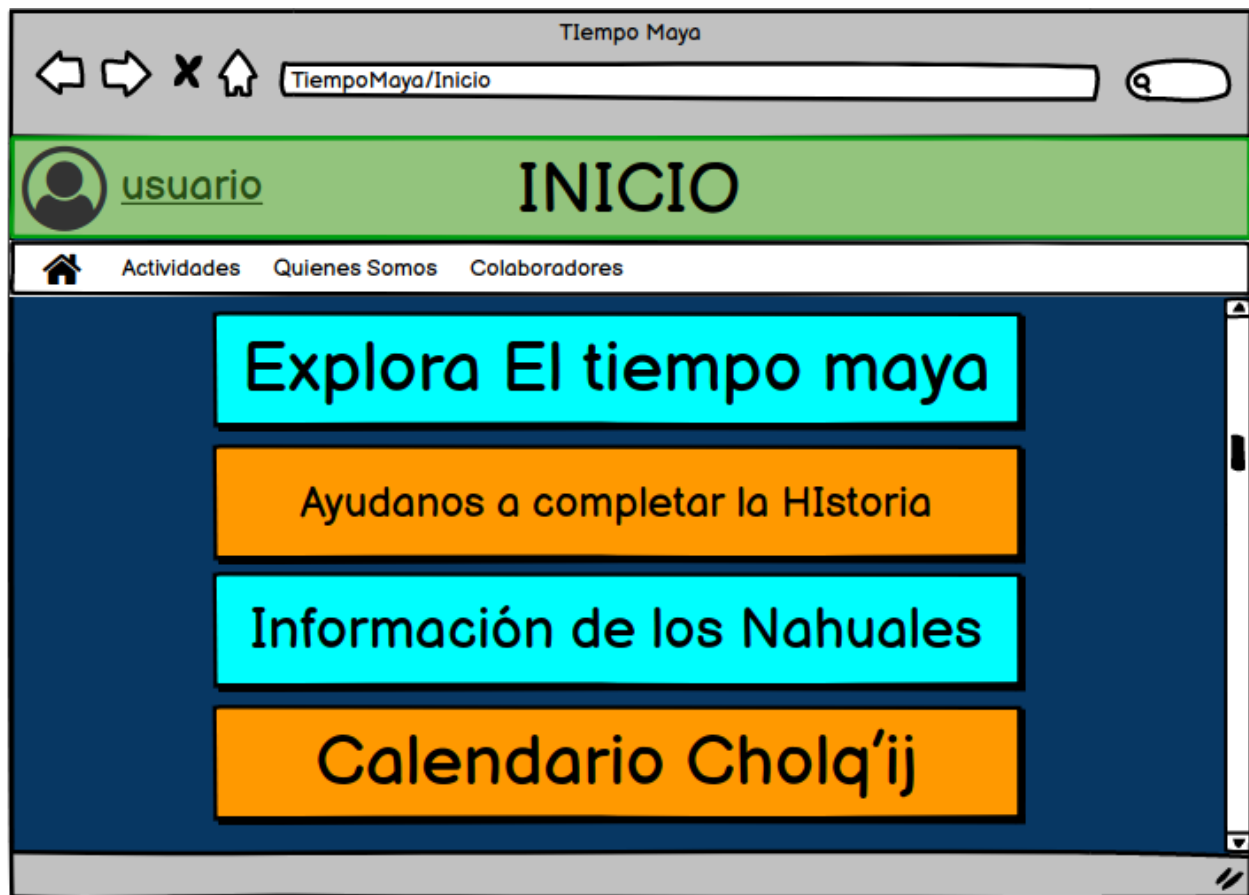 TIempo Maya
TiempoMaya/Inicio
usuario
INICIO
Actividades Quienes Somos Colaboradores
Explora El tiempo maya
Ayudanos a completar la HIstoria
Información de los Nahuales
Calendario Cholq'ij